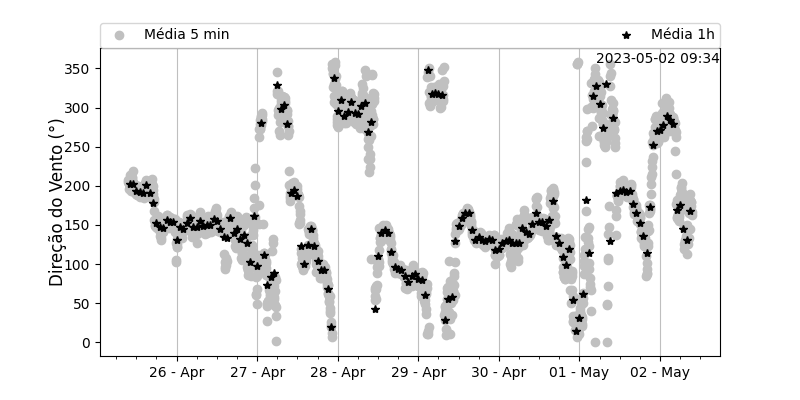 Média 5 min
Média 1h
2023-05-02 09:34
Direção do Vento (°)
350
300
250
200
150
100
50
0
26 - Apr
27 - Apr
28 - Apr
29 - Apr
30 - Apr
01 - May
02 - May